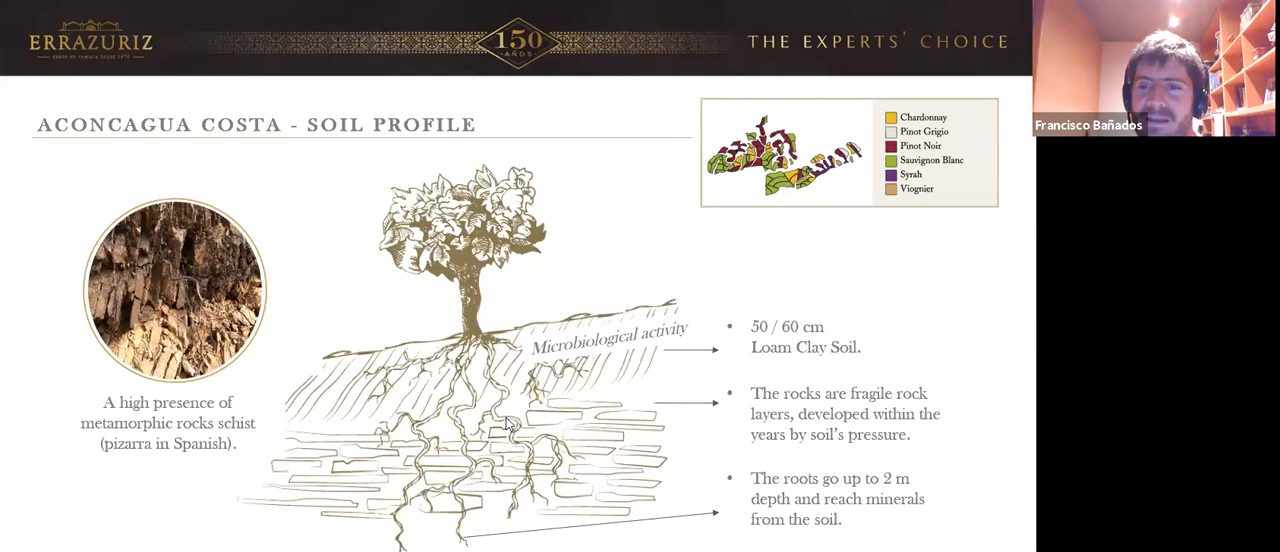 ERRAZURIZ
150
AÑOS
THE EXPERTS' CHOICE
Francisco Bañados
ACONCAGUA COSTA - SOIL PROFILE
Chardonnay
Pinot Grigio
Pinot Noir
Sauvignon Blanc
Syrah
Viognier
A high presence of
metamorphic rocks schist
(pizarra in Spanish).
Microbiological activity
• 50 / 60 cm
Loam Clay Soil.
• The rocks are fragile rock
layers, developed within the
years by soil's pressure.
• The roots go up to 2 m
depth and reach minerals
from the soil.